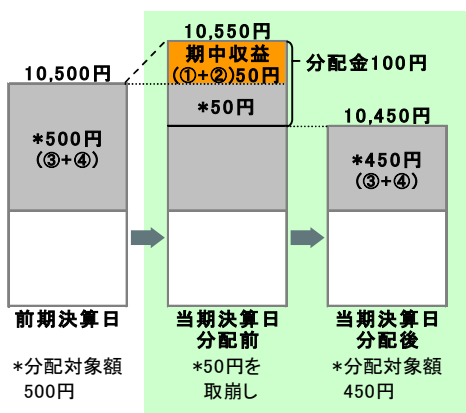 10,550円
期中収益
(①+②)50円
分配金100円
10,500円
*50円
10,450円
*500円
(③+④)
*450円
(③+④)
前期決算日
当期決算日
分配前
当期決算日
分配後
*分配対象額
500円
*50円を
取崩し
*分配対象額
450円